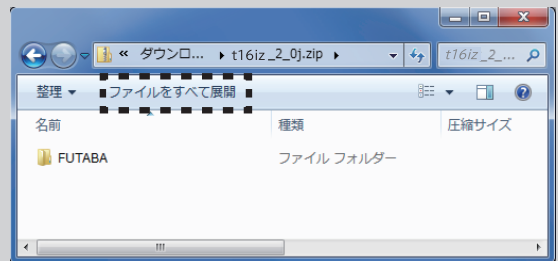 « ダウンロ... ▸ t16iz_2_0j.zip ▸ t16iz_2_...
整理 ▼ ファイルをすべて展開
名前 種類 圧縮サイズ
FUTABA ファイル フォルダー